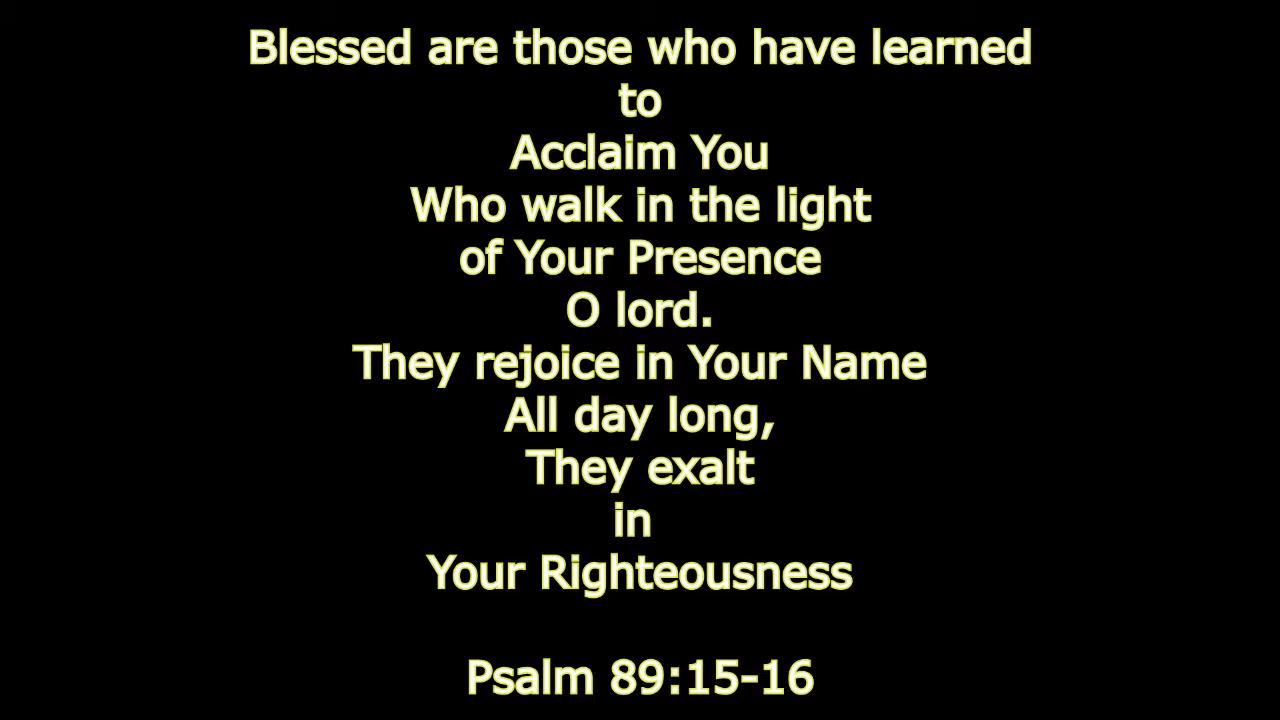 Blessed are those who have learned
to
Acclaim You
Who walk in the light
of Your Presence
O lord.
They rejoice in Your Name
All day long,
They exalt
in
Your Righteousness
Psalm 89:15-16